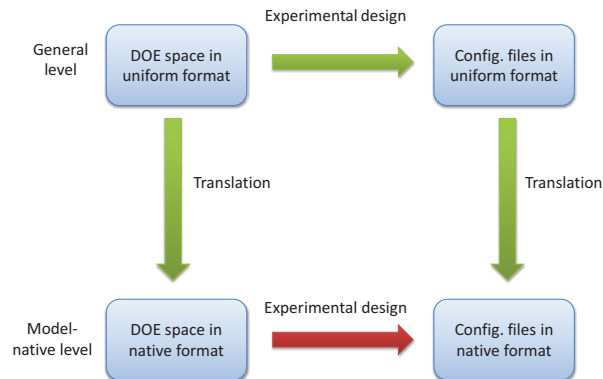 Experimental design
General
level
DOE space in
uniform format
Config. files in
uniform format
Translation
Translation
Experimental design
Model-
native level
DOE space in
native format
Config. files in
native format